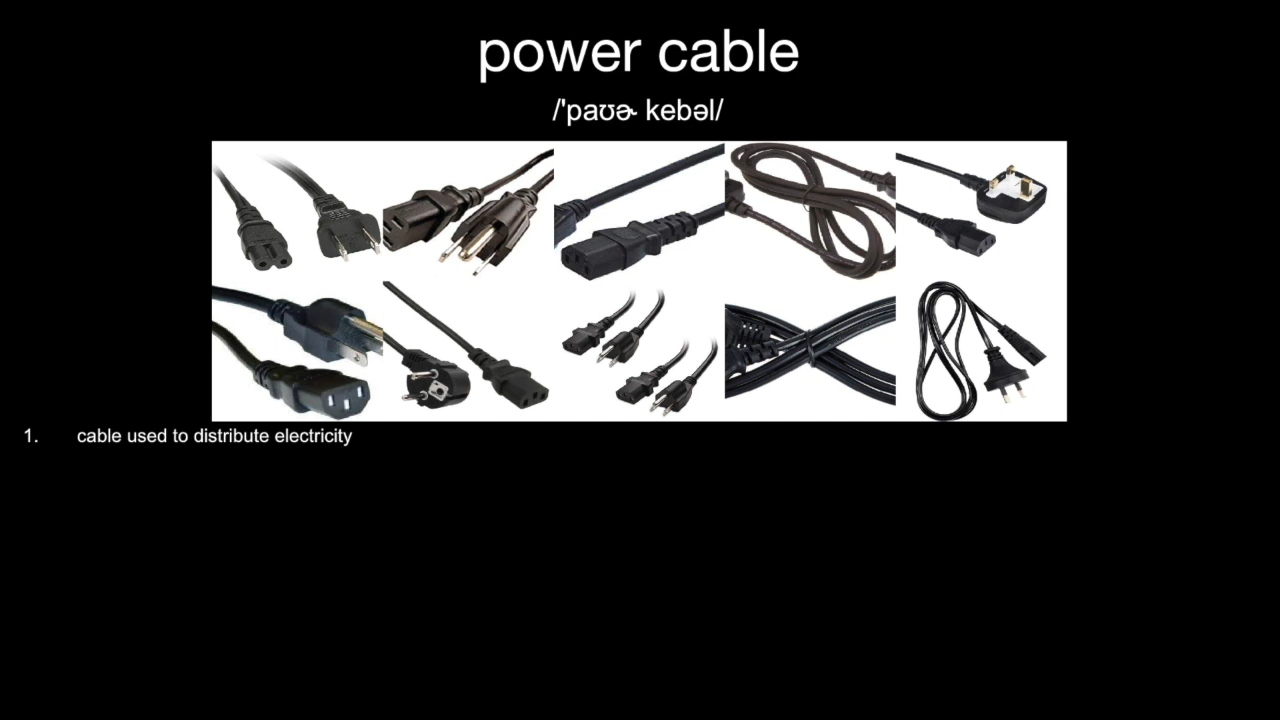 power cable
/'paʊɚ kebəl/
1. cable used to distribute electricity